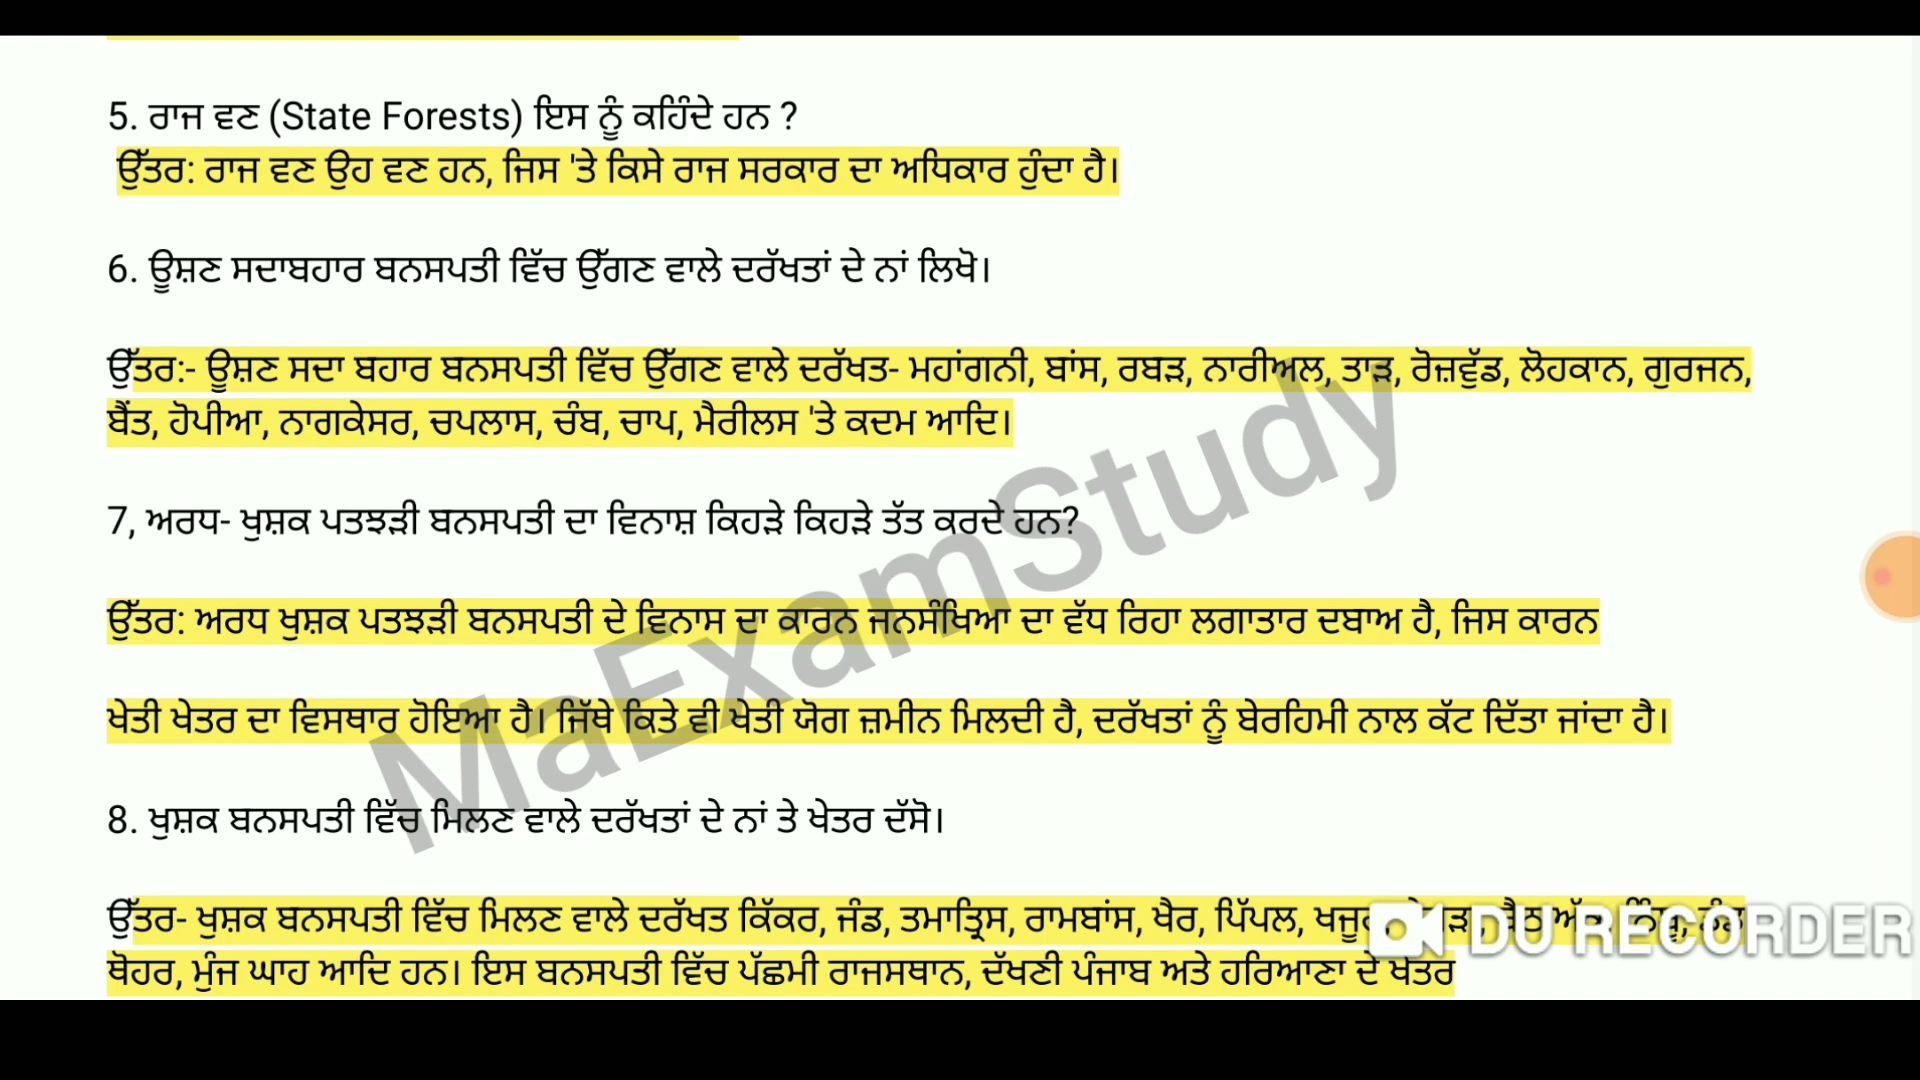 5. ਰਾਜ ਵਣ (State Forests) ਇਸ ਨੂੰ ਕਹਿੰਦੇ ਹਨ ?
ਉੱਤਰ: ਰਾਜ ਵਣ ਉਹ ਵਣ ਹਨ, ਜਿਸ 'ਤੇ ਕਿਸੇ ਰਾਜ ਸਰਕਾਰ ਦਾ ਅਧਿਕਾਰ ਹੁੰਦਾ ਹੈ।
6. ਊਸ਼ਣ ਸਦਾਬਹਾਰ ਬਨਸਪਤੀ ਵਿੱਚ ਉੱਗਣ ਵਾਲੇ ਦਰੱਖਤਾਂ ਦੇ ਨਾਂ ਲਿਖੋ।
ਉੱਤਰ:- ਊਸ਼ਣ ਸਦਾ ਬਹਾਰ ਬਨਸਪਤੀ ਵਿੱਚ ਉੱਗਣ ਵਾਲੇ ਦਰੱਖਤ- ਮਹਾਂਗਨੀ, ਬਾਂਸ, ਰਬੜ, ਨਾਰੀਅਲ, ਤਾੜ, ਰੋਜ਼ਵੁੱਡ, ਲੋਹਕਾਨ, ਗੁਰਜਨ,
ਬੈਂਤ, ਹੋਪੀਆ, ਨਾਗਕੇਸਰ, ਚਪਲਾਸ, ਚੰਬ, ਚਾਪ, ਮੈਰੀਲਸ 'ਤੇ ਕਦਮ ਆਦਿ।
7, ਅਰਧ- ਖੁਸ਼ਕ ਪਤਝੜੀ ਬਨਸਪਤੀ ਦਾ ਵਿਨਾਸ਼ ਕਿਹੜੇ ਕਿਹੜੇ ਤੱਤ ਕਰਦੇ ਹਨ?
ਉੱਤਰ: ਅਰਧ ਖੁਸ਼ਕ ਪਤਝੜੀ ਬਨਸਪਤੀ ਦੇ ਵਿਨਾਸ ਦਾ ਕਾਰਨ ਜਨਸੰਖਿਆ ਦਾ ਵੱਧ ਰਿਹਾ ਲਗਾਤਾਰ ਦਬਾਅ ਹੈ, ਜਿਸ ਕਾਰਨ
ਖੇਤੀ ਖੇਤਰ ਦਾ ਵਿਸਥਾਰ ਹੋਇਆ ਹੈ। ਜਿੱਥੇ ਕਿਤੇ ਵੀ ਖੇਤੀ ਯੋਗ ਜ਼ਮੀਨ ਮਿਲਦੀ ਹੈ, ਦਰੱਖਤਾਂ ਨੂੰ ਬੇਰਹਿਮੀ ਨਾਲ ਕੱਟ ਦਿੱਤਾ ਜਾਂਦਾ ਹੈ।
MaExamStudy
8. ਖੁਸ਼ਕ ਬਨਸਪਤੀ ਵਿੱਚ ਮਿਲਣ ਵਾਲੇ ਦਰੱਖਤਾਂ ਦੇ ਨਾਂ ਤੇ ਖੇਤਰ ਦੱਸੋ।
ਉੱਤਰ- ਖੁਸ਼ਕ ਬਨਸਪਤੀ ਵਿੱਚ ਮਿਲਣ ਵਾਲੇ ਦਰੱਖਤ ਕਿੱਕਰ, ਜੰਡ, ਤਮਾਤ੍ਰਿਸ, ਰਾਮਬਾਂਸ, ਖੈਰ, ਪਿੱਪਲ,
DU RECORDER
ਥੋਹਰ, ਮੁੰਜ ਘਾਹ ਆਦਿ ਹਨ। ਇਸ ਬਨਸਪਤੀ ਵਿੱਚ ਪੱਛਮੀ ਰਾਜਸਥਾਨ, ਦੱਖਣੀ ਪੰਜਾਬ ਅਤੇ ਹਰਿਆਣਾ ਦੇ ਖੇਤਰ